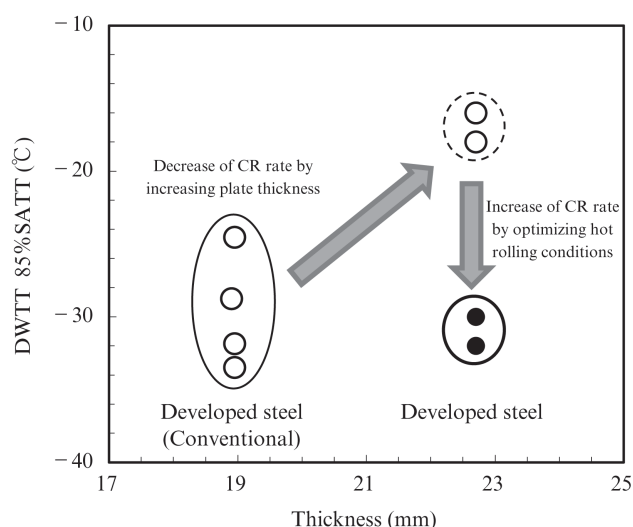 DWTT 85%SATT (℃)
−10
−20
−30
−40
Decrease of CR rate by
increasing plate thickness
Increase of CR rate
by optimizing hot
rolling conditions
Developed steel
(Conventional)
Developed steel
17
19
21
23
25
Thickness (mm)